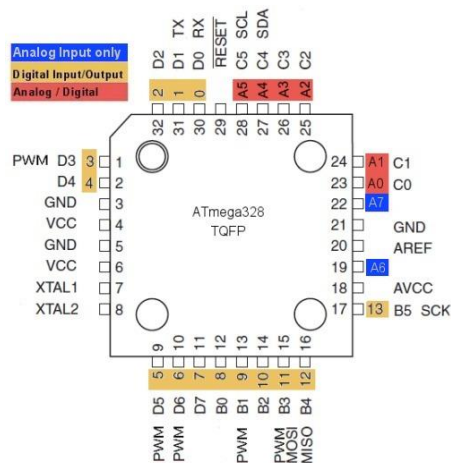 Analog Input only
Digital Input/Output
Analog / Digital
D2
D1 TX
D0 RX
RESET
C5 SCL
C4 SDA
C3
C2
2 1 0 A5 A4 A3 A2
32 31 30 29 28 27 26 25
PWM D3 3 1
D4 4 2
GND 3
VCC 4
GND 5
VCC 6
XTAL1 7
XTAL2 8
ATmega328
TQFP
24 A1 C1
23 A0 C0
22 A7
21 GND
20 AREF
19 A6
18 AVCC
17 13 B5 SCK
9 10 11 12 13 14 15 16
5 6 7 8 9 10 11 12
PWM D5
PWM D6
D7
B0
PWM B1
B2
PWM MOSI B3
MISO B4